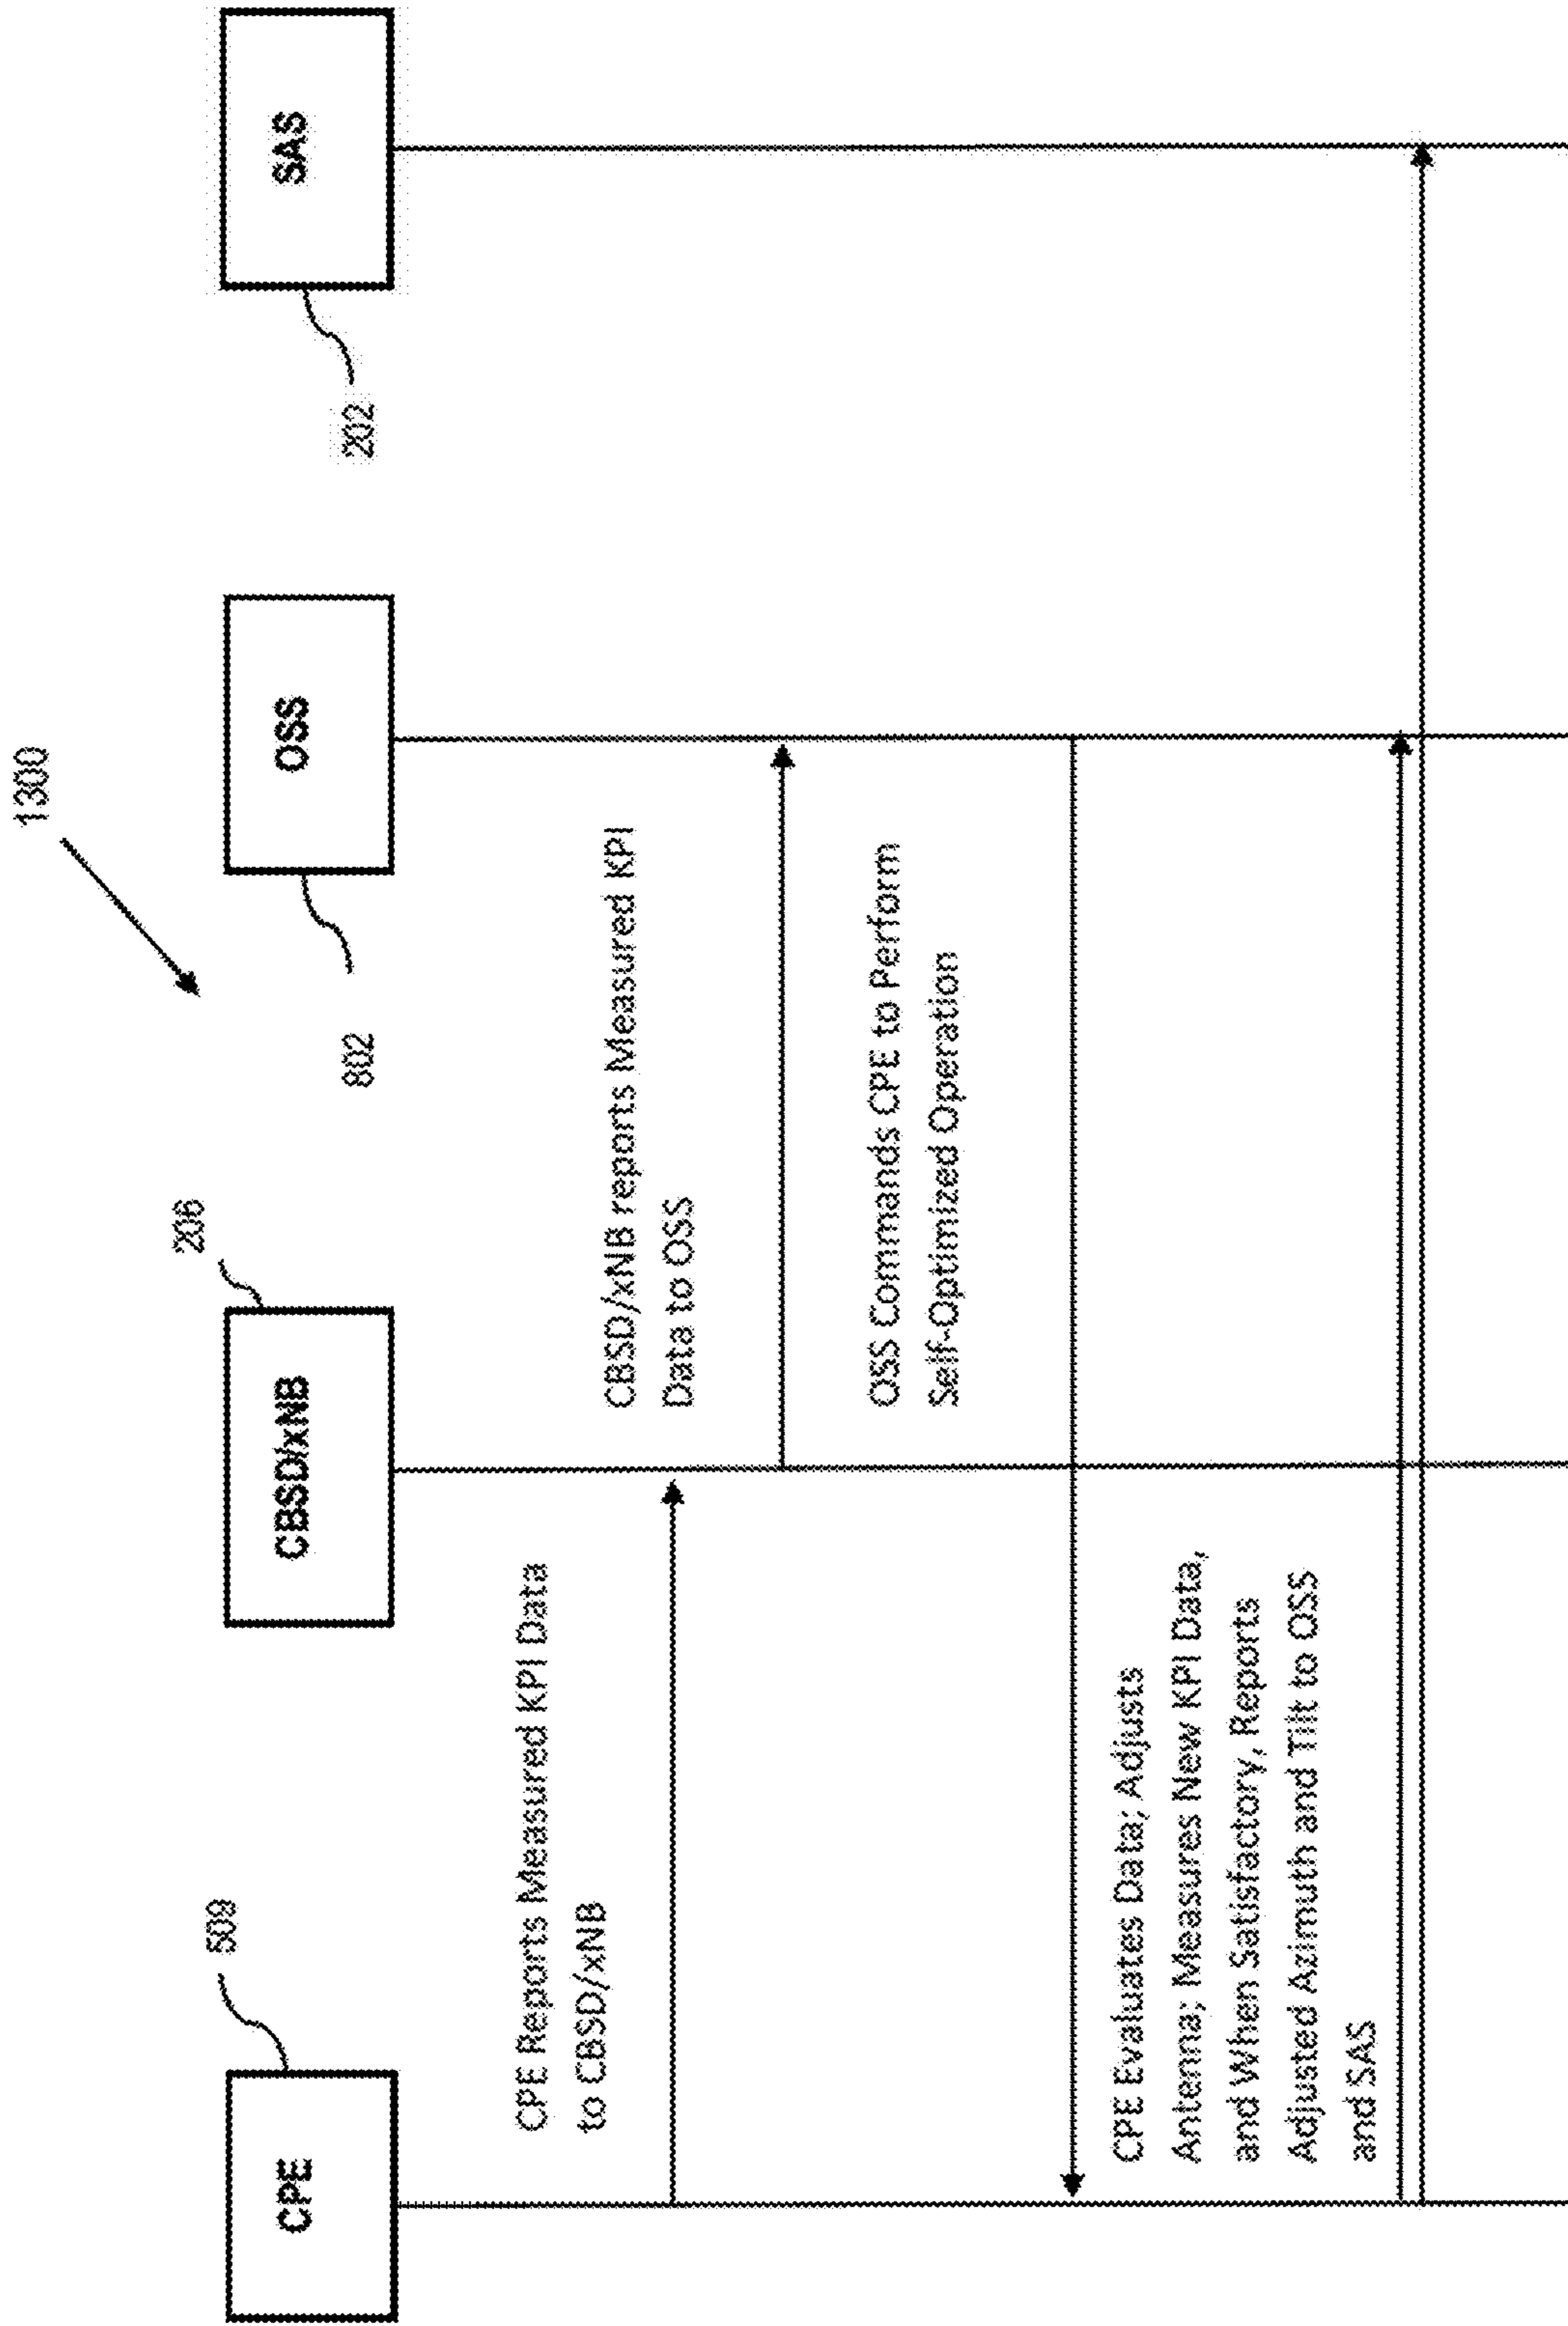 1300
508
206
802
202
CPE
CBSD/xNB
OSS
SAS
CPE Reports Measured KPI Data
to CBSD/xNB
CBSD/xNB reports Measured KPI
Data to OSS
OSS Commands CPE to Perform
Self-Optimized Operation
CPE Evaluates Data; Adjusts
Antenna; Measures New KPI Data,
and When Satisfactory, Reports
Adjusted Azimuth and Tilt to OSS
and SAS